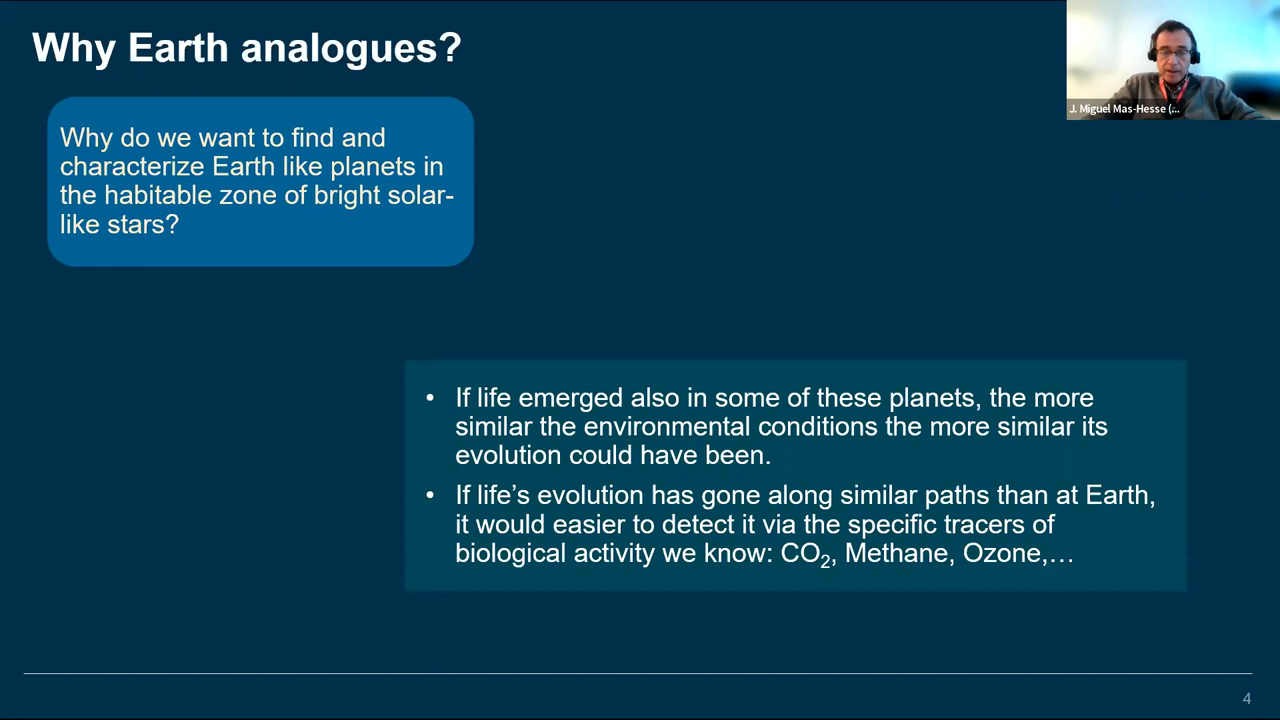 Why Earth analogues?
J. Miguel Mas-Hesse (...
Why do we want to find and
characterize Earth like planets in
the habitable zone of bright solar-
like stars?
• If life emerged also in some of these planets, the more
similar the environmental conditions the more similar its
evolution could have been.
• If life’s evolution has gone along similar paths than at Earth,
it would easier to detect it via the specific tracers of
biological activity we know: CO₂, Methane, Ozone,…
4